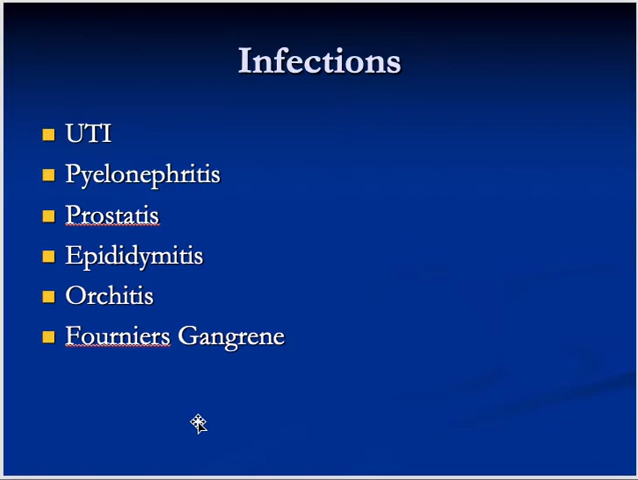 Infections
UTI
Pyelonephritis
Prostatis
Epididymitis
Orchitis
Fourniers Gangrene